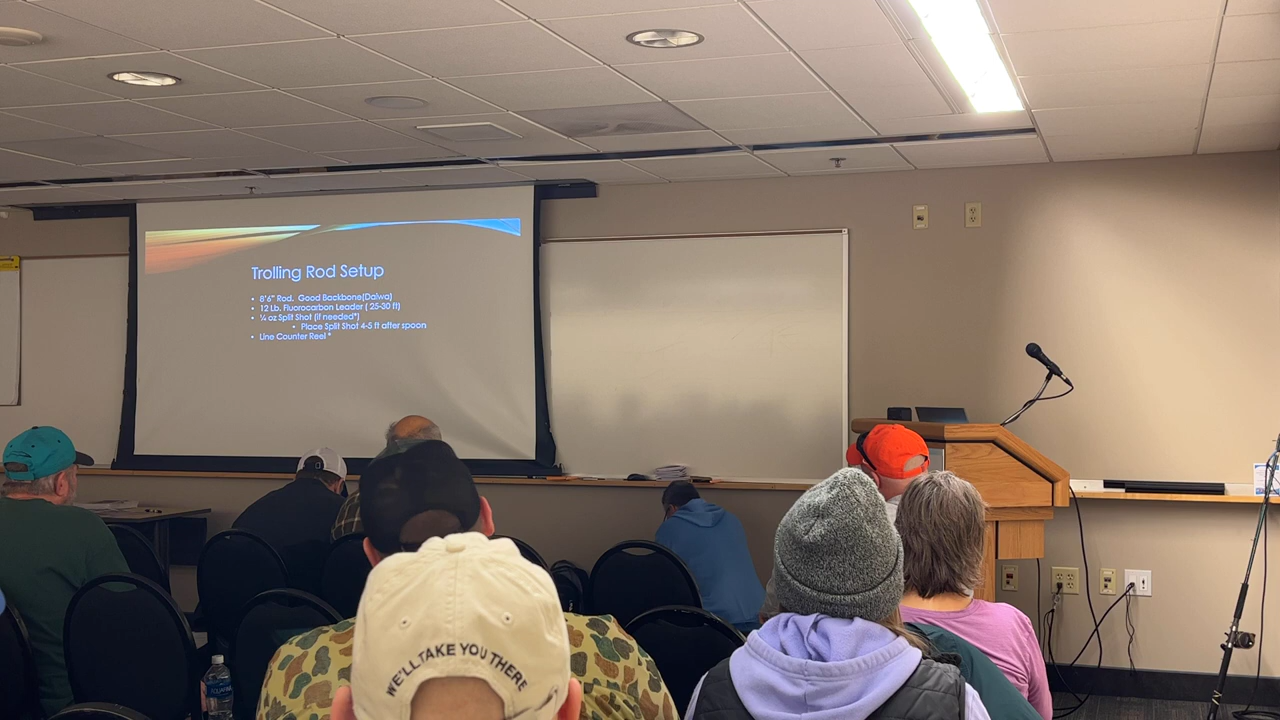 Trolling Rod Setup
• 8'6" Rod. Good Backbone(Daiwa)
• 12 Lb. Fluorocarbon Leader ( 25-30 ft)
• ¼ oz Split Shot (if needed*)
• Place Split Shot 4-5 ft after spoon
• Line Counter Reel *
WE'LL TAKE YOU THERE
AQUAFINA